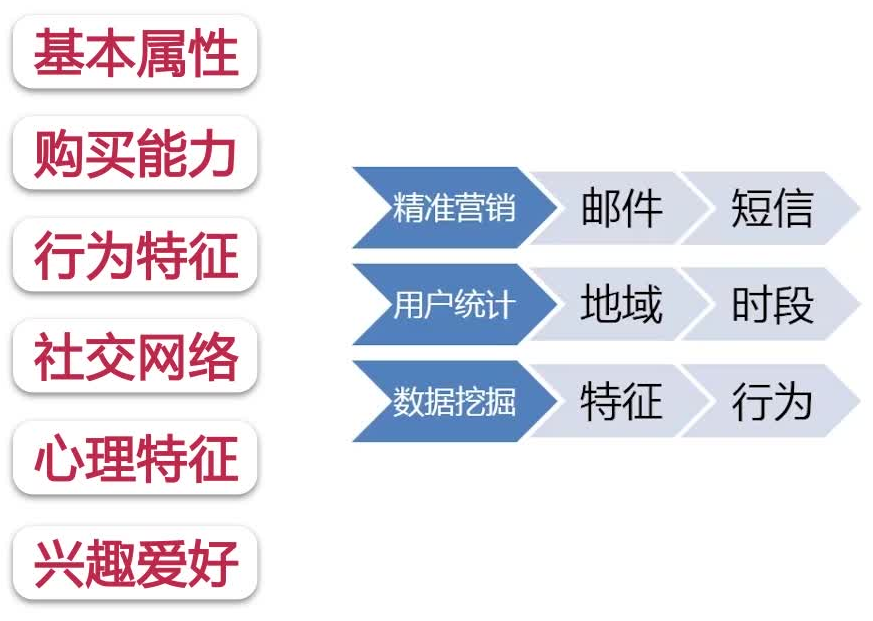 基本属性
购买能力
行为特征
社交网络
心理特征
兴趣爱好
精准营销 邮件 短信
用户统计 地域 时段
数据挖掘 特征 行为